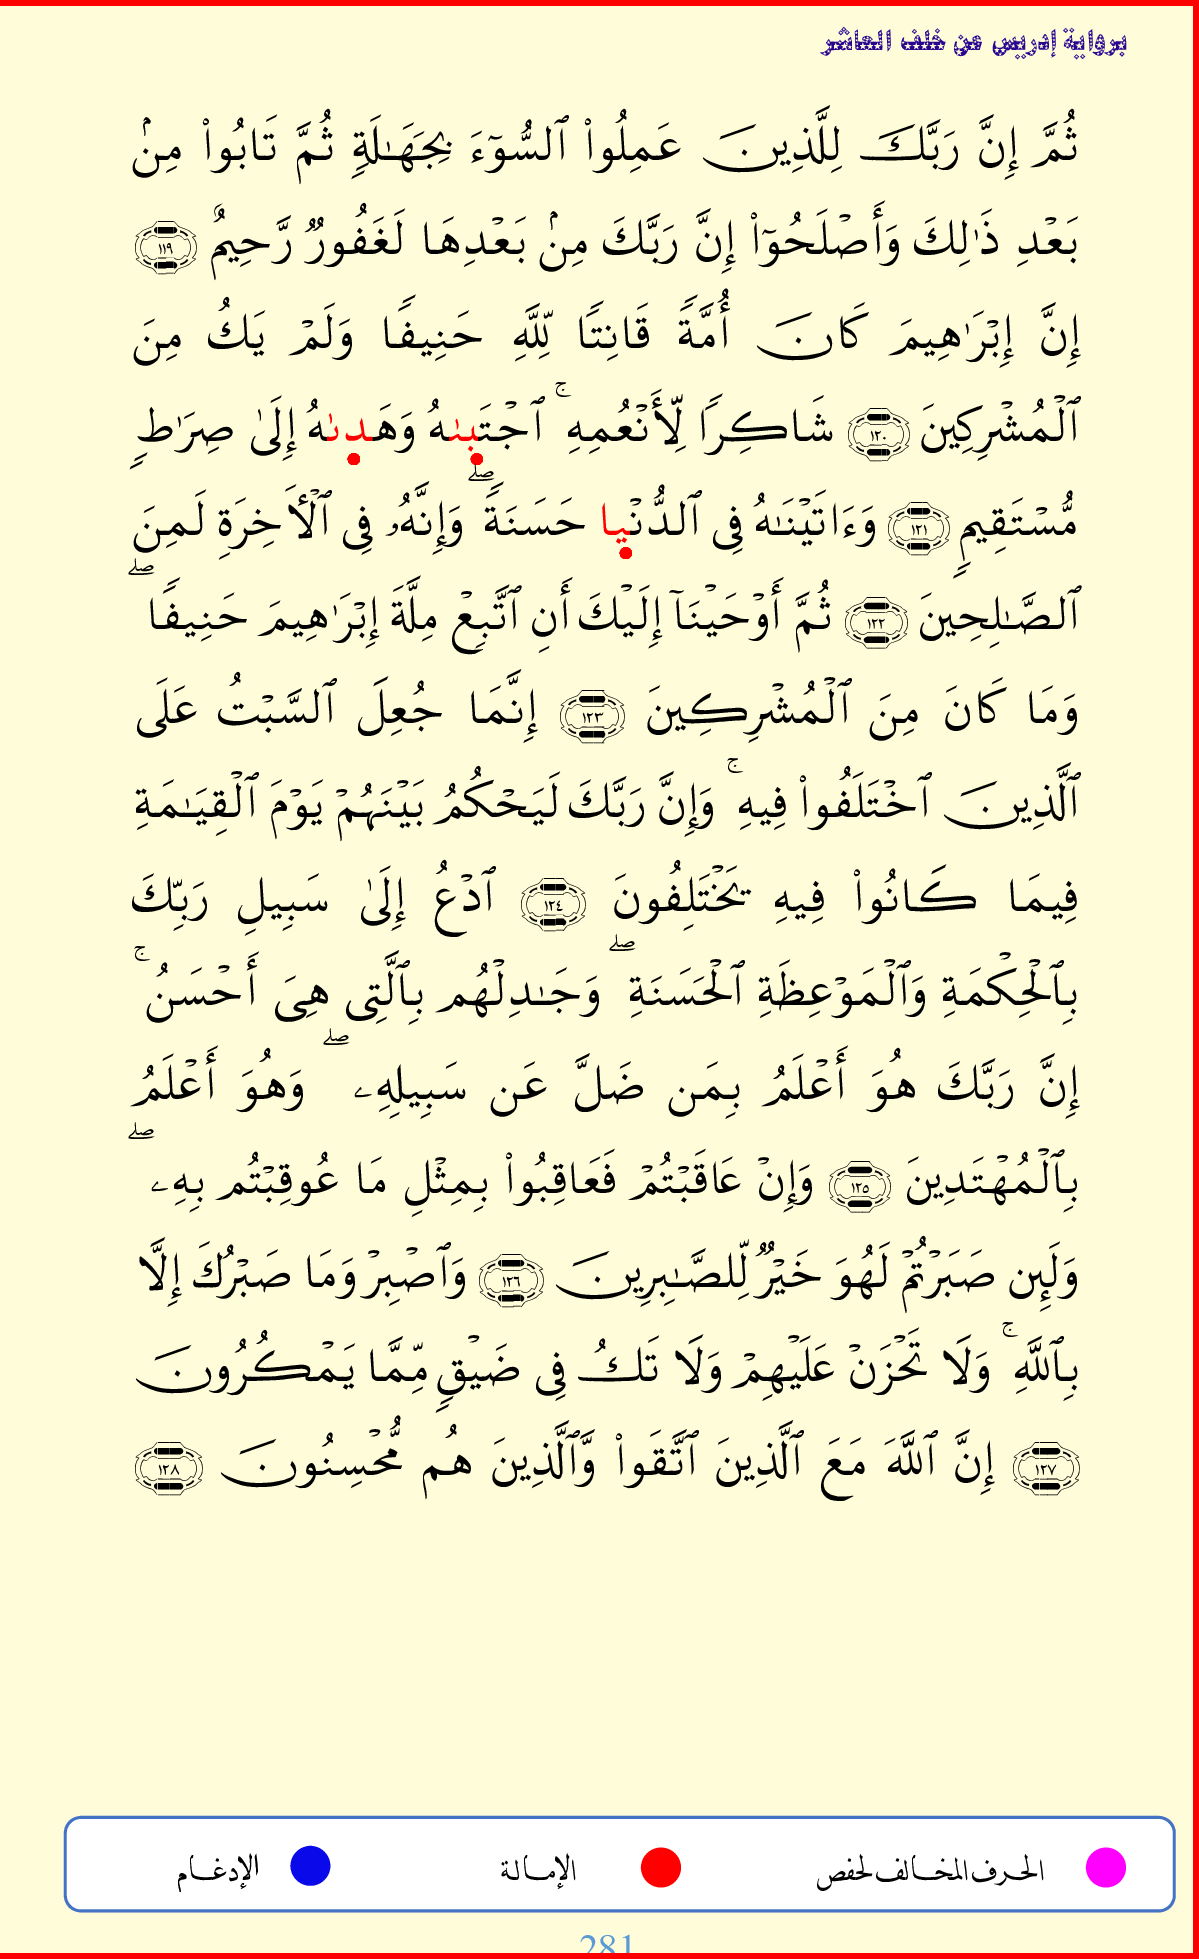 برواية إدريس عن خلف العاشر
ثُمَّ إِنَّ رَبَّكَ لِلَّذِينَ عَمِلُوا۟ ٱلسُّوٓءَ بِجَهَـٰلَةٍ ثُمَّ تَابُوا۟ مِنۢ
بَعْدِ ذَٰلِكَ وَأَصْلَحُوٓا۟ إِنَّ رَبَّكَ مِنۢ بَعْدِهَا لَغَفُورٌ رَّحِيمٌ ١١٩
إِنَّ إِبْرَٰهِيمَ كَانَ أُمَّةً قَانِتًا لِّلَّهِ حَنِيفًا وَلَمْ يَكُ مِنَ
ٱلْمُشْرِكِينَ ١٢٠ شَاكِرًا لِّأَنْعُمِهِ ۚ ٱجْتَبىٰهُ وَهَدىٰهُ إِلَىٰ صِرَٰطٍ
مُّسْتَقِيمٍ ١٢١ وَءَاتَيْنَـٰهُ فِى ٱلدُّنْيا حَسَنَةً ۖ وَإِنَّهُۥ فِى ٱلْـَٔاخِرَةِ لَمِنَ
ٱلصَّـٰلِحِينَ ١٢٢ ثُمَّ أَوْحَيْنَآ إِلَيْكَ أَنِ ٱتَّبِعْ مِلَّةَ إِبْرَٰهِيمَ حَنِيفًا ۖ
وَمَا كَانَ مِنَ ٱلْمُشْرِكِينَ ١٢٣ إِنَّمَا جُعِلَ ٱلسَّبْتُ عَلَى
ٱلَّذِينَ ٱخْتَلَفُوا۟ فِيهِ ۚ وَإِنَّ رَبَّكَ لَيَحْكُمُ بَيْنَهُمْ يَوْمَ ٱلْقِيَـٰمَةِ
فِيمَا كَانُوا۟ فِيهِ يَخْتَلِفُونَ ١٢٤ ٱدْعُ إِلَىٰ سَبِيلِ رَبِّكَ
بِٱلْحِكْمَةِ وَٱلْمَوْعِظَةِ ٱلْحَسَنَةِ ۖ وَجَـٰدِلْهُم بِٱلَّتِى هِىَ أَحْسَنُ ۚ
إِنَّ رَبَّكَ هُوَ أَعْلَمُ بِمَن ضَلَّ عَن سَبِيلِهِۦ ۖ وَهُوَ أَعْلَمُ
بِٱلْمُهْتَدِينَ ١٢٥ وَإِنْ عَاقَبْتُمْ فَعَاقِبُوا۟ بِمِثْلِ مَا عُوقِبْتُم بِهِۦ ۖ
وَلَئِن صَبَرْتُمْ لَهُوَ خَيْرٌ لِّلصَّـٰبِرِينَ ١٢٦ وَٱصْبِرْ وَمَا صَبْرُكَ إِلَّا
بِٱللَّهِ ۚ وَلَا تَحْزَنْ عَلَيْهِمْ وَلَا تَكُ فِى ضَيْقٍ مِّمَّا يَمْكُرُونَ
١٢٧ إِنَّ ٱللَّهَ مَعَ ٱلَّذِينَ ٱتَّقَوا۟ وَّٱلَّذِينَ هُم مُّحْسِنُونَ ١٢٨
الحرف المخالف لحفص الإمالة الإدغام
281